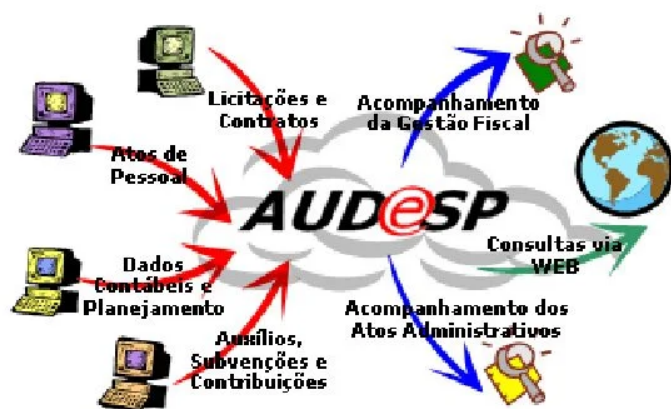 Licitações e
Contratos
Acompanhamento
da Gestão Fiscal
Atos de
Pessoal
AUDeSP
Consultas via
WEB
Dados
Contábeis e
Planejamento
Acompanhamento dos
Atos Administrativos
Auxílios,
Subvenções e
Contribuições